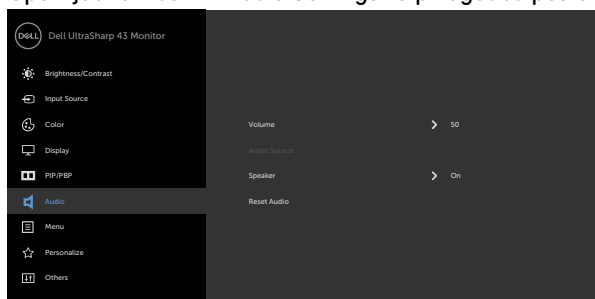 DELL
Dell UltraSharp 43 Monitor
Brightness/Contrast
Input Source
Color
Volume
50
Display
Audio Source
PIP/PBP
Speaker
On
Audio
Reset Audio
Menu
Personalize
Others